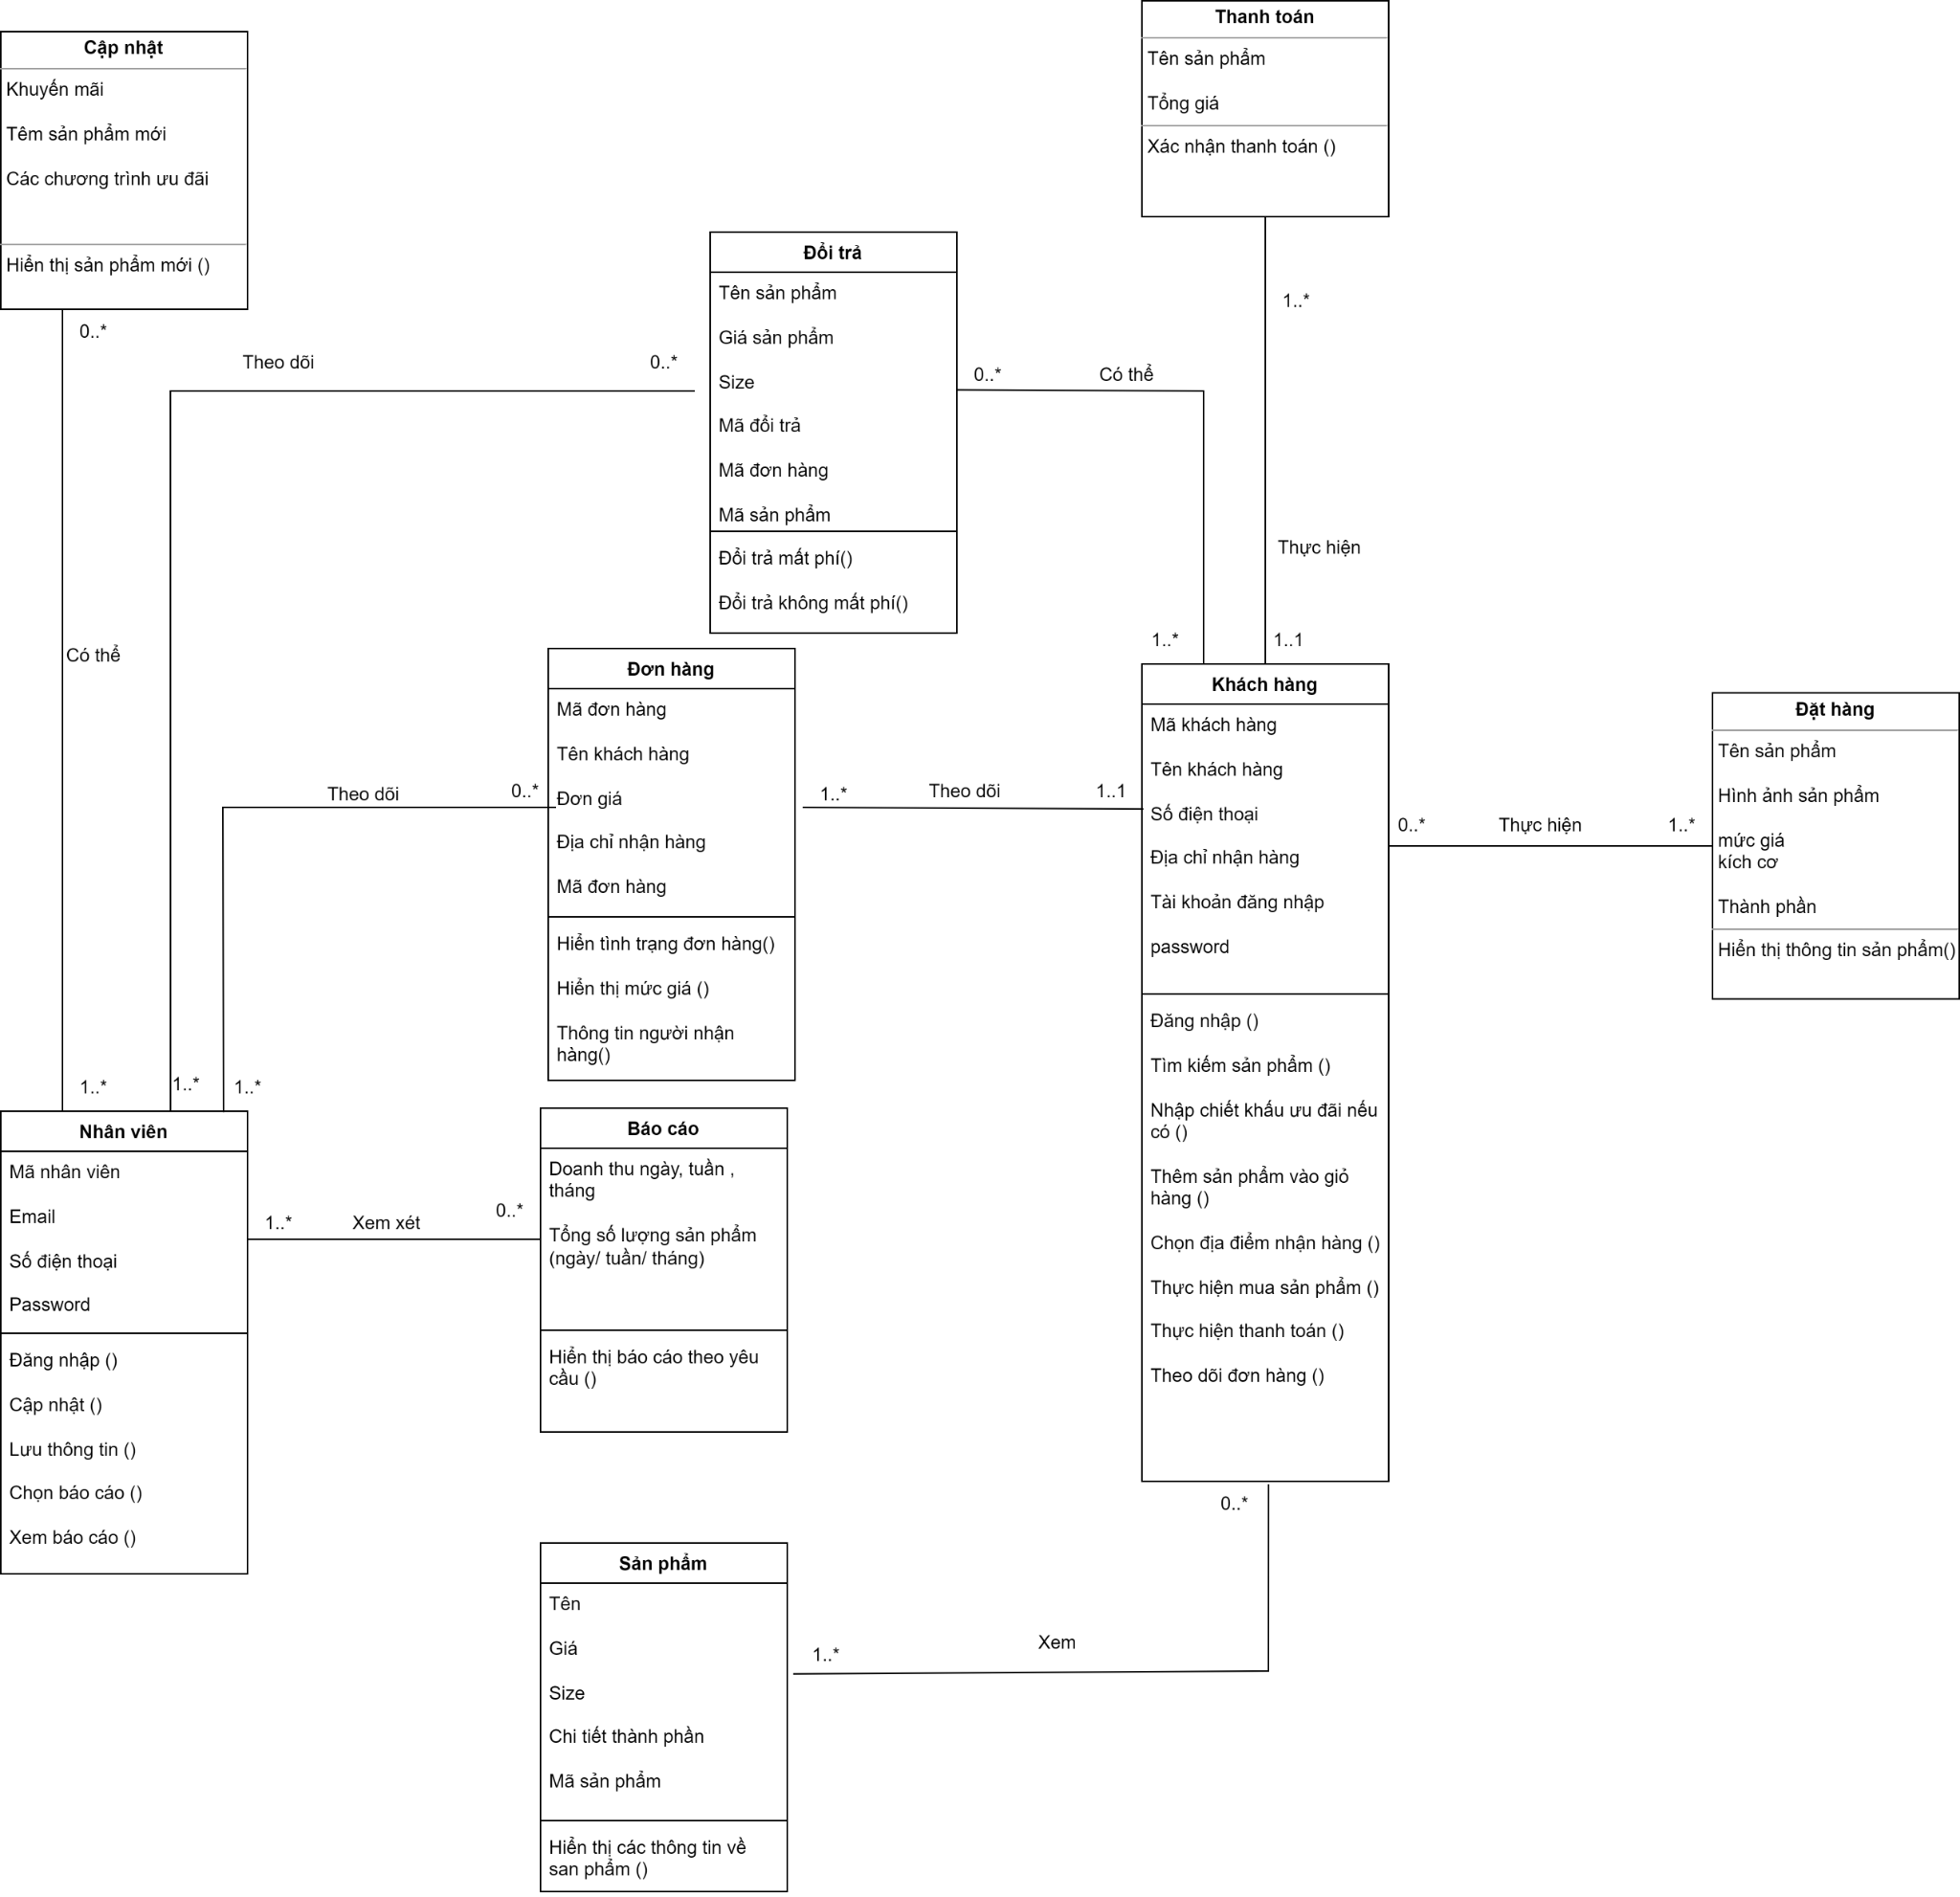 Thanh toán
Tên sản phẩm
Tổng giá
Xác nhận thanh toán ()
Cập nhật
Khuyến mãi
Têm sản phẩm mới
Các chương trình ưu đãi
Hiển thị sản phẩm mới ()
0..*
Có thể
1..*
Theo dõi
0..*
1..*
Đổi trả
Tên sản phẩm
Giá sản phẩm
Size
Mã đổi trả
Mã đơn hàng
Mã sản phẩm
Đổi trả mất phí()
Đổi trả không mất phí()
0..*
Có thể
1..*
1..*
Thực hiện
1..1
Đơn hàng
Mã đơn hàng
Tên khách hàng
Đơn giá
Địa chỉ nhận hàng
Mã đơn hàng
Hiển tình trạng đơn hàng()
Hiển thị mức giá ()
Thông tin người nhận
hàng()
Theo dõi
0..*
1..*
1..*
Theo dõi
1..1
Khách hàng
Mã khách hàng
Tên khách hàng
Số điện thoại
Địa chỉ nhận hàng
Tài khoản đăng nhập
password
Đăng nhập ()
Tìm kiếm sản phẩm ()
Nhập chiết khấu ưu đãi nếu
có ()
Thêm sản phẩm vào giỏ
hàng ()
Chọn địa điểm nhận hàng ()
Thực hiện mua sản phẩm ()
Thực hiện thanh toán ()
Theo dõi đơn hàng ()
0..*
Thực hiện
1..*
Đặt hàng
Tên sản phẩm
Hình ảnh sản phẩm
mức giá
kích cơ
Thành phần
Hiển thị thông tin sản phẩm()
Nhân viên
Mã nhân viên
Email
Số điện thoại
Password
Đăng nhập ()
Cập nhật ()
Lưu thông tin ()
Chọn báo cáo ()
Xem báo cáo ()
1..*
Xem xét
0..*
Báo cáo
Doanh thu ngày, tuần ,
tháng
Tổng số lượng sản phẩm
(ngày/ tuần/ tháng)
Hiển thị báo cáo theo yêu
cầu ()
Sản phẩm
Tên
Giá
Size
Chi tiết thành phần
Mã sản phẩm
Hiển thị các thông tin về
san phẩm ()
1..*
Xem
0..*